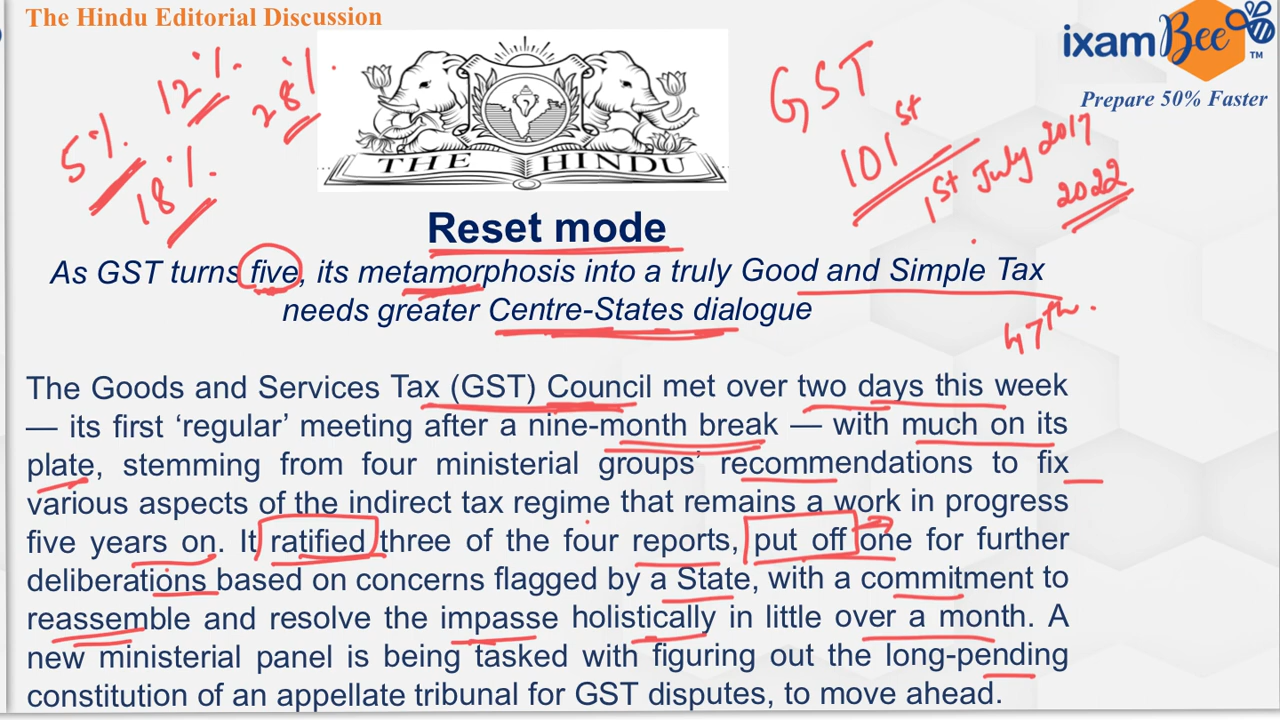 The Hindu Editorial Discussion
ixamBee
TM
Prepare 50% Faster
5%
12%
18%
28%
GST
101st
1st July 2017
2022
THE HINDU
Reset mode
As GST turns five, its metamorphosis into a truly Good and Simple Tax
needs greater Centre-States dialogue
47th
The Goods and Services Tax (GST) Council met over two days this week
— its first ‘regular’ meeting after a nine-month break — with much on its
plate, stemming from four ministerial groups’ recommendations to fix
various aspects of the indirect tax regime that remains a work in progress
five years on. It ratified three of the four reports, put off one for further
deliberations based on concerns flagged by a State, with a commitment to
reassemble and resolve the impasse holistically in little over a month. A
new ministerial panel is being tasked with figuring out the long-pending
constitution of an appellate tribunal for GST disputes, to move ahead.